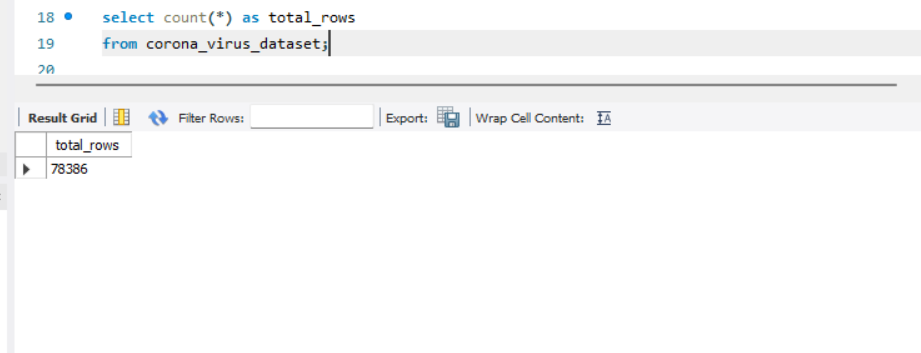 18 select count(*) as total_rows
19 from corona_virus_dataset;
20
Result Grid Filter Rows: Export: Wrap Cell Content: IA
total_rows
78386